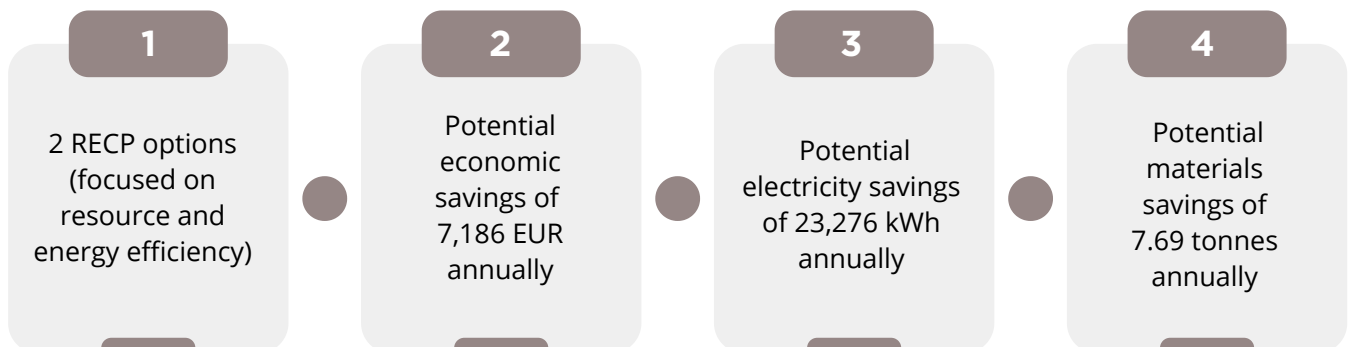 1
2 RECP options
(focused on
resource and
energy efficiency)
2
Potential
economic
savings of
7,186 EUR
annually
3
Potential
electricity savings
of 23,276 kWh
annually
4
Potential
materials
savings of
7.69 tonnes
annually